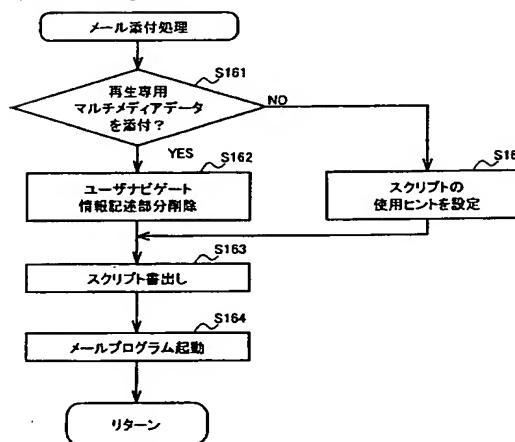 メール添付処理
S161
再生専用
マルチメディアデータ
を添付？
NO
YES
S162
ユーザナビゲート
情報記述部分削除
S16
スクリプトの
使用ヒントを設定
S163
スクリプト書出し
S164
メールプログラム起動
リターン